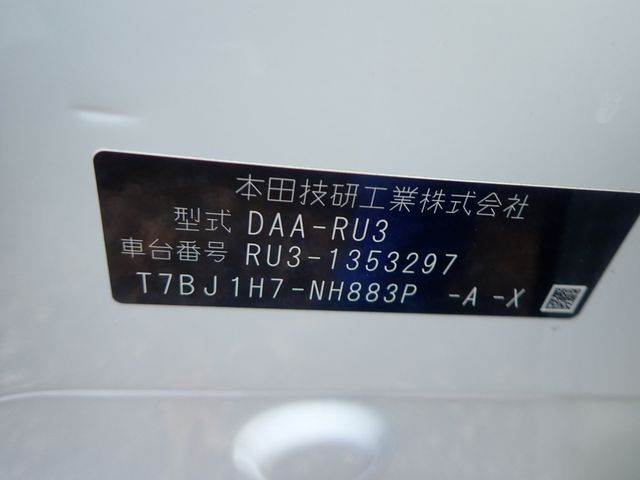 本田技研工業株式会社
型式 DAA-RU3
車台番号 RU3-1353297
T7BJ1H7-NH883P -A -X